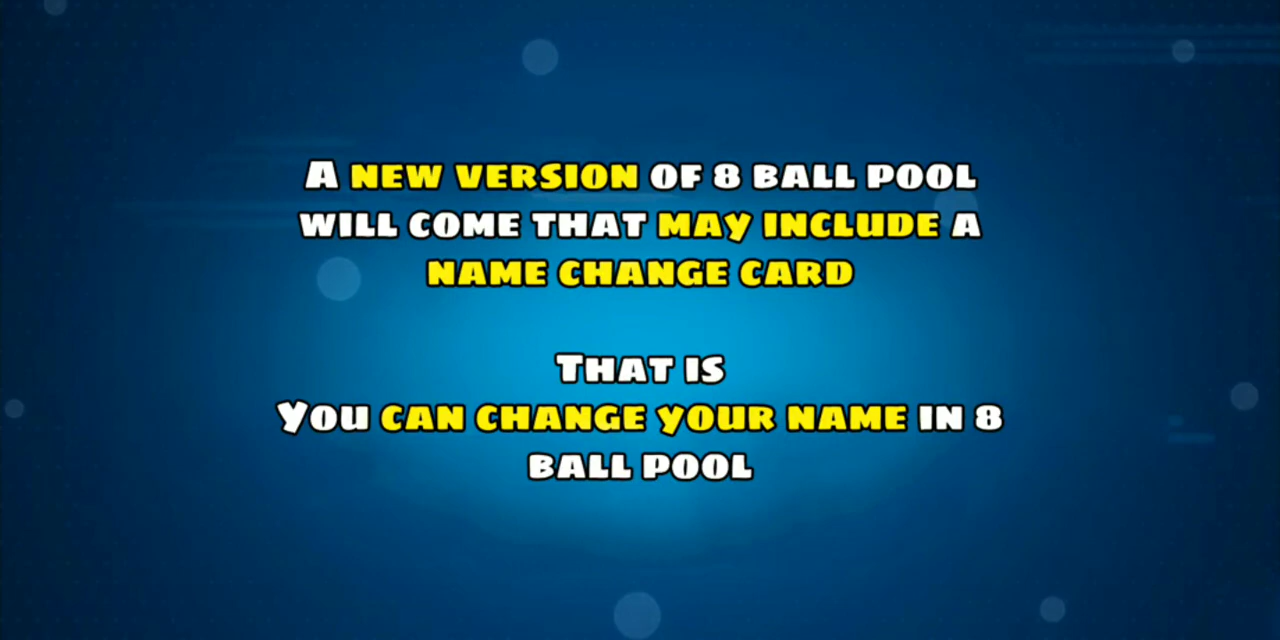 A NEW VERSION OF 8 BALL POOL
WILL COME THAT MAY INCLUDE A
NAME CHANGE CARD
THAT IS
YOU CAN CHANGE YOUR NAME IN 8
BALL POOL